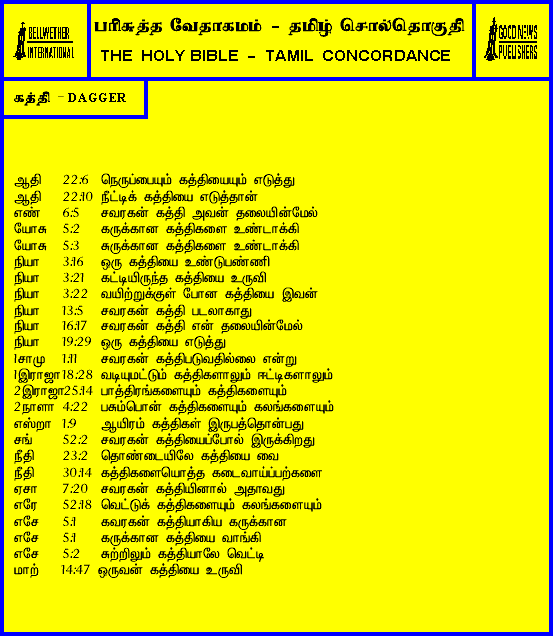 BELLWETHER
INTERNATIONAL
பரிசுத்த வேதாகமம் - தமிழ் சொல்தொகுதி
THE HOLY BIBLE - TAMIL CONCORDANCE
GOOD NEWS
PUBLISHERS
கத்தி - DAGGER
ஆதி 22:6 நெருப்பையும் கத்தியையும் எடுத்து
ஆதி 22:10 நீட்டிக் கத்தியை எடுத்தான்
எண் 6:5 சவரகன் கத்தி அவன் தலையின்மேல்
யோசு 5:2 கருக்கான கத்திகளை உண்டாக்கி
யோசு 5:3 கருக்கான கத்திகளை உண்டாக்கி
நியா 3:16 ஒரு கத்தியை உண்டுபண்ணி
நியா 3:21 கட்டியிருந்த கத்தியை உருவி
நியா 3:22 வயிற்றுக்குள் போன கத்தியை இவன்
நியா 13:5 சவரகன் கத்தி படலாகாது
நியா 16:17 சவரகன் கத்தி என் தலையின்மேல்
நியா 19:29 ஒரு கத்தியை எடுத்து
1சாமு 1:11 சவரகன் கத்திபடுவதில்லை என்று
1இராஜா 18:28 வடியுமட்டும் கத்திகளாலும் ஈட்டிகளாலும்
2இராஜா 25:14 பாத்திரங்களையும் கத்திகளையும்
2நாளா 4:22 பசும்பொன் கத்திகளையும் கலங்களையும்
எஸ்றா 1:9 ஆயிரம் கத்திகள் இருபத்தொன்பது
சங் 52:2 சவரகன் கத்தியைப்போல் இருக்கிறது
நீதி 23:2 தொண்டையிலே கத்தியை வை
நீதி 30:14 கத்திகளையொத்த கடைவாய்ப்பற்களை
ஏசா 7:20 சவரகன் கத்தியினால் அதாவது
எரே 52:18 வெட்டுக் கத்திகளையும் கலங்களையும்
எசே 5:1 சவரகன் கத்தியாகிய கருக்கான
எசே 5:1 கருக்கான கத்தியை வாங்கி
எசே 5:2 சுற்றிலும் கத்தியாலே வெட்டி
மாற் 14:47 ஒருவன் கத்தியை உருவி